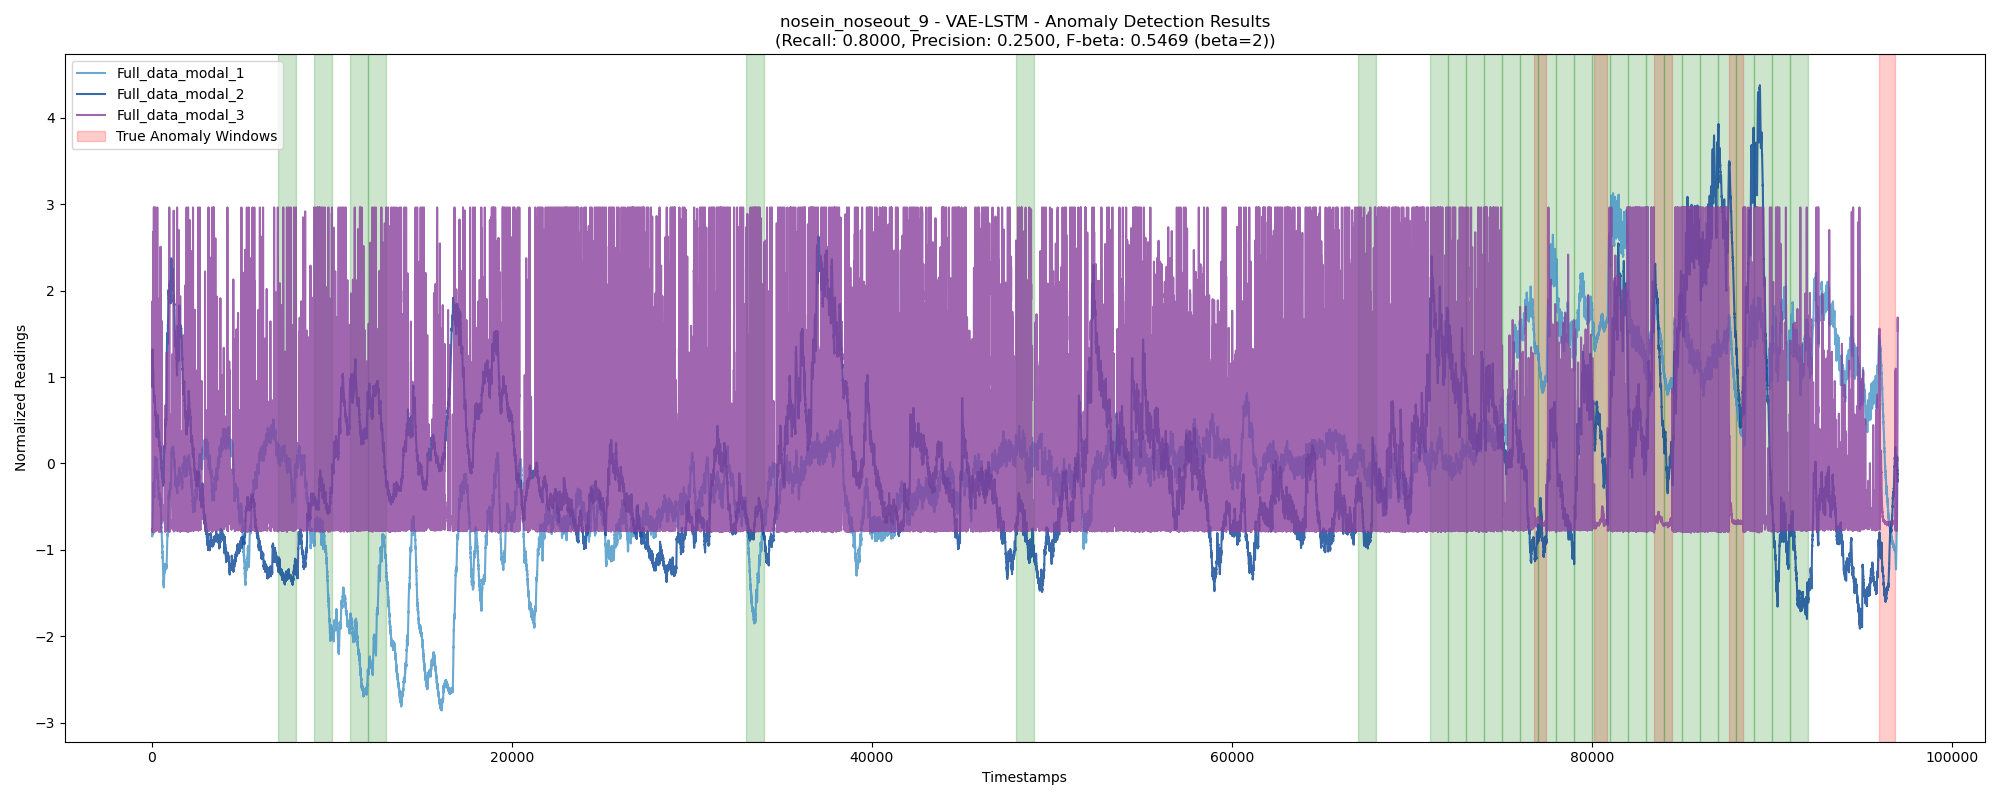 nosein_noseout_9 - VAE-LSTM - Anomaly Detection Results
(Recall: 0.8000, Precision: 0.2500, F-beta: 0.5469 (beta=2))
Full_data_modal_1
Full_data_modal_2
Full_data_modal_3
True Anomaly Windows
Normalized Readings
4
3
2
1
0
−1
−2
−3
0
20000
40000
60000
80000
100000
Timestamps